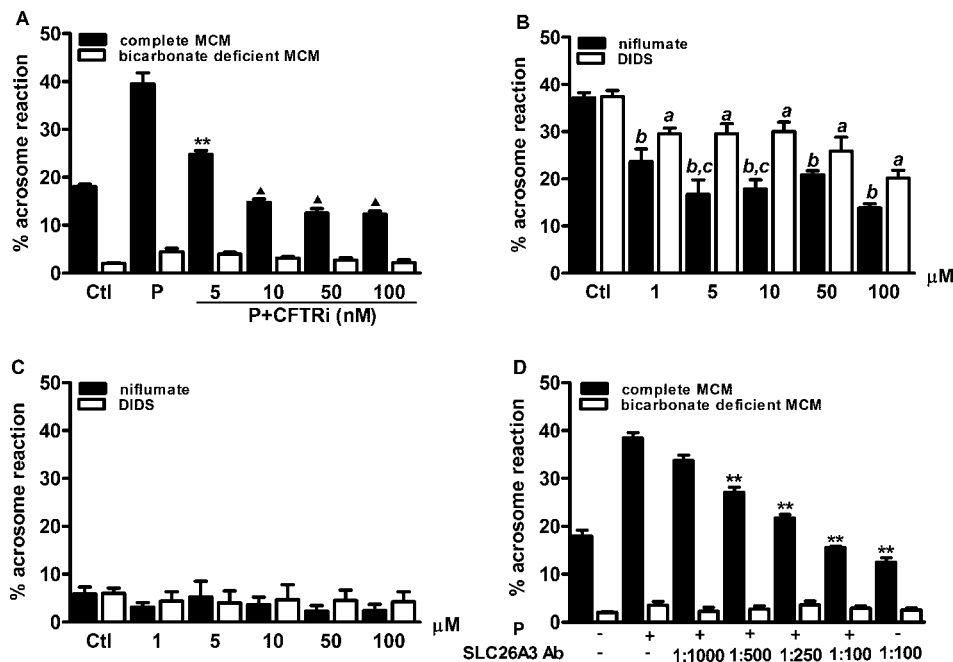 A
complete MCM
bicarbonate deficient MCM
% acrosome reaction
50
40
30
20
10
0
**
▲ ▲ ▲
Ctl P 5 10 50 100
P+CFTRi (nM)
B
niflumate
DIDS
% acrosome reaction
50
40
30
20
10
0
b a b,c a b,c a b a b a
Ctl 1 5 10 50 100 μM
C
niflumate
DIDS
% acrosome reaction
50
40
30
20
10
0
Ctl 1 5 10 50 100 μM
D
complete MCM
bicarbonate deficient MCM
% acrosome reaction
50
40
30
20
10
0
** ** ** **
P - + + + + + -
SLC26A3 Ab - - 1:1000 1:500 1:250 1:100 1:100